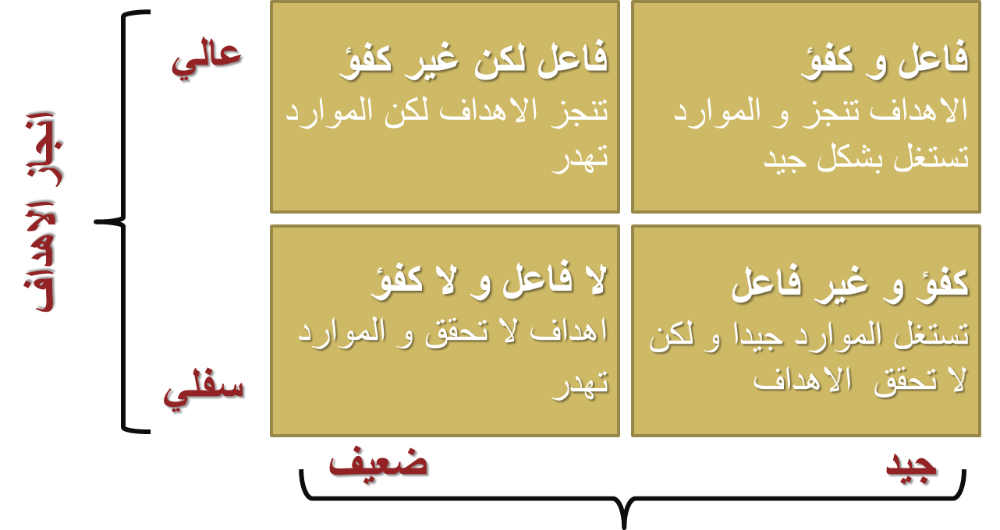 انجاز الاهداف
عالي
سفلي
فاعل و كفؤ
الاهداف تنجز و الموارد
تستغل بشكل جيد
فاعل لكن غير كفؤ
تنجز الاهداف لكن الموارد
تهدر
كفؤ و غير فاعل
تستغل الموارد جيدا و لكن
لا تحقق الاهداف
لا فاعل و لا كفؤ
اهداف لا تحقق و الموارد
تهدر
جيد
ضعيف